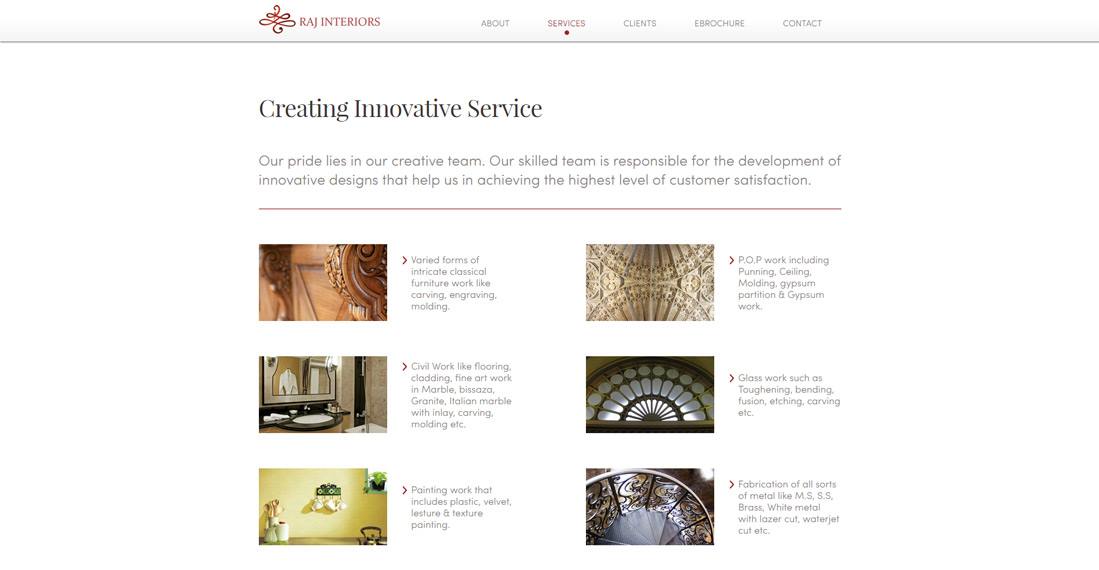 RAJ INTERIORS
ABOUT
SERVICES
CLIENTS
EBROCHURE
CONTACT
Creating Innovative Service
Our pride lies in our creative team. Our skilled team is responsible for the development of
innovative designs that help us in achieving the highest level of customer satisfaction.
Varied forms of
intricate classical
furniture work like
carving, engraving,
molding.
P.O.P work including
Punning, Ceiling,
Molding, gypsum
partition & Gypsum
work.
Civil Work like flooring,
cladding, fine art work
in Marble, bissaza,
Granite, Italian marble
with inlay, carving,
molding etc.
Glass work such as
Toughening, bending,
fusion, etching, carving
etc.
Painting work that
includes plastic, velvet,
lesture & texture
painting.
Fabrication of all sorts
of metal like M.S, S.S,
Brass, White metal
with lazer cut, waterjet
cut etc.